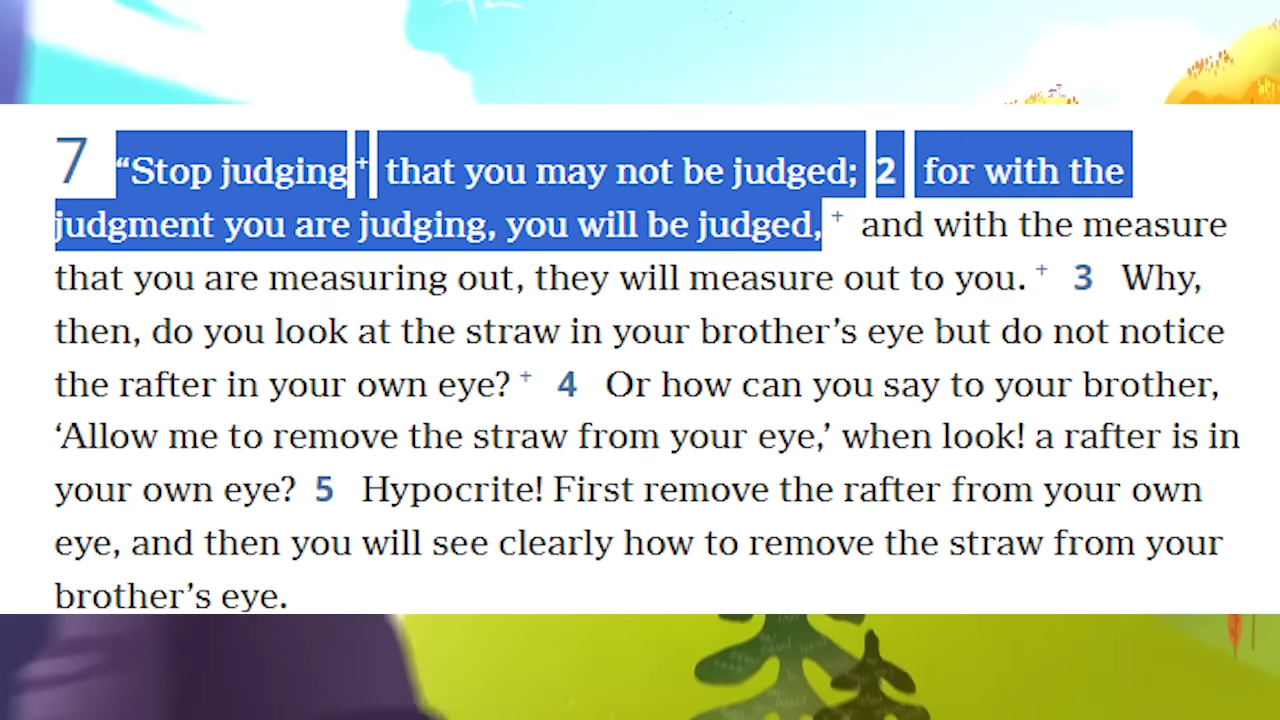 7 “Stop judging+ that you may not be judged; 2 for with the
judgment you are judging, you will be judged,+ and with the measure
that you are measuring out, they will measure out to you.+ 3 Why,
then, do you look at the straw in your brother’s eye but do not notice
the rafter in your own eye?+ 4 Or how can you say to your brother,
‘Allow me to remove the straw from your eye,’ when look! a rafter is in
your own eye? 5 Hypocrite! First remove the rafter from your own
eye, and then you will see clearly how to remove the straw from your
brother’s eye.